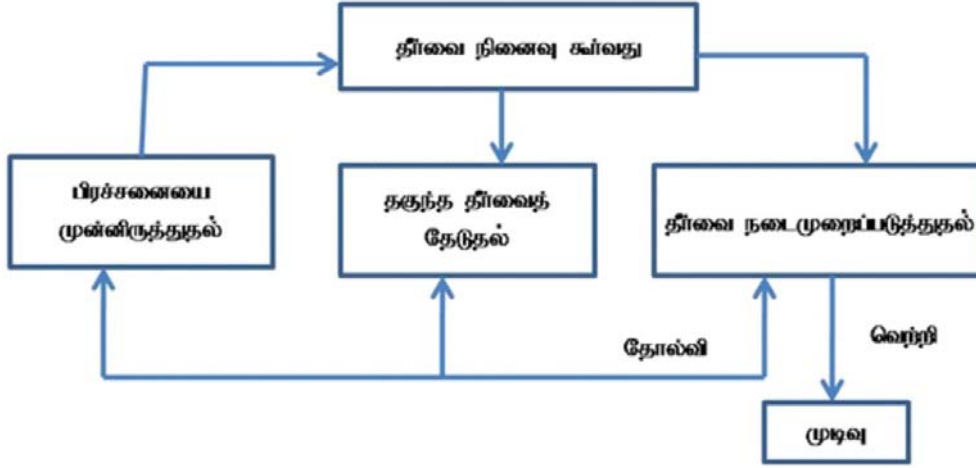 தீர்வை நினைவு கூர்வது
பிரச்சனையை
முன்னிருத்துதல்
தகுந்த தீர்வைத்
தேடுதல்
தீர்வை நடைமுறைப்படுத்துதல்
தோல்வி
வெற்றி
முடிவு